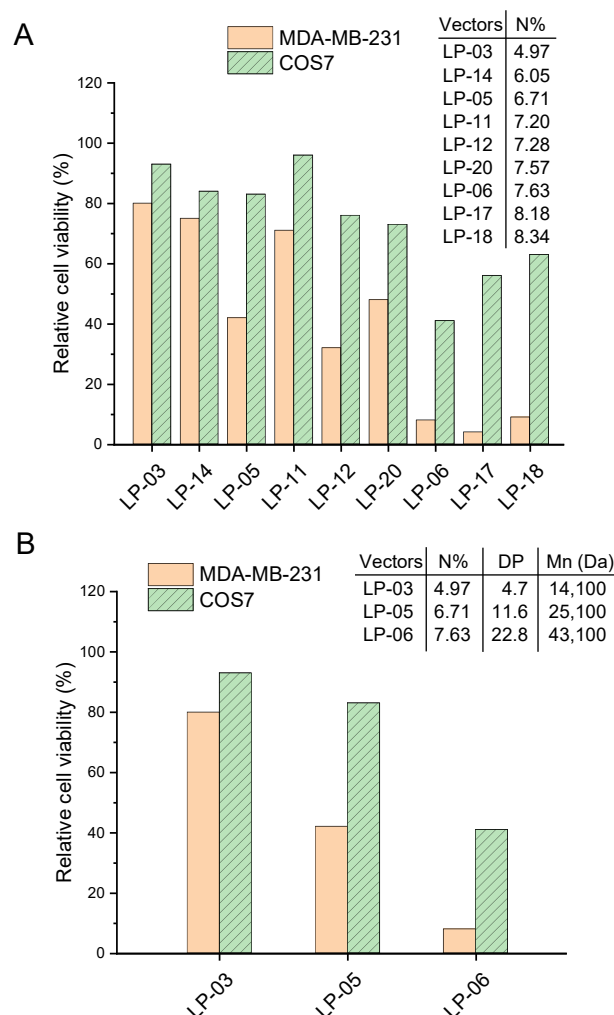 A
MDA-MB-231
COS7
Vectors N%
LP-03 4.97
LP-14 6.05
LP-05 6.71
LP-11 7.20
LP-12 7.28
LP-20 7.57
LP-06 7.63
LP-17 8.18
LP-18 8.34
Relative cell viability (%)
120
100
80
60
40
20
0
LP-03 LP-14 LP-05 LP-11 LP-12 LP-20 LP-06 LP-17 LP-18
B
MDA-MB-231
COS7
Vectors N% DP Mn (Da)
LP-03 4.97 4.7 14,100
LP-05 6.71 11.6 25,100
LP-06 7.63 22.8 43,100
Relative cell viability (%)
120
100
80
60
40
20
0
LP-03 LP-05 LP-06